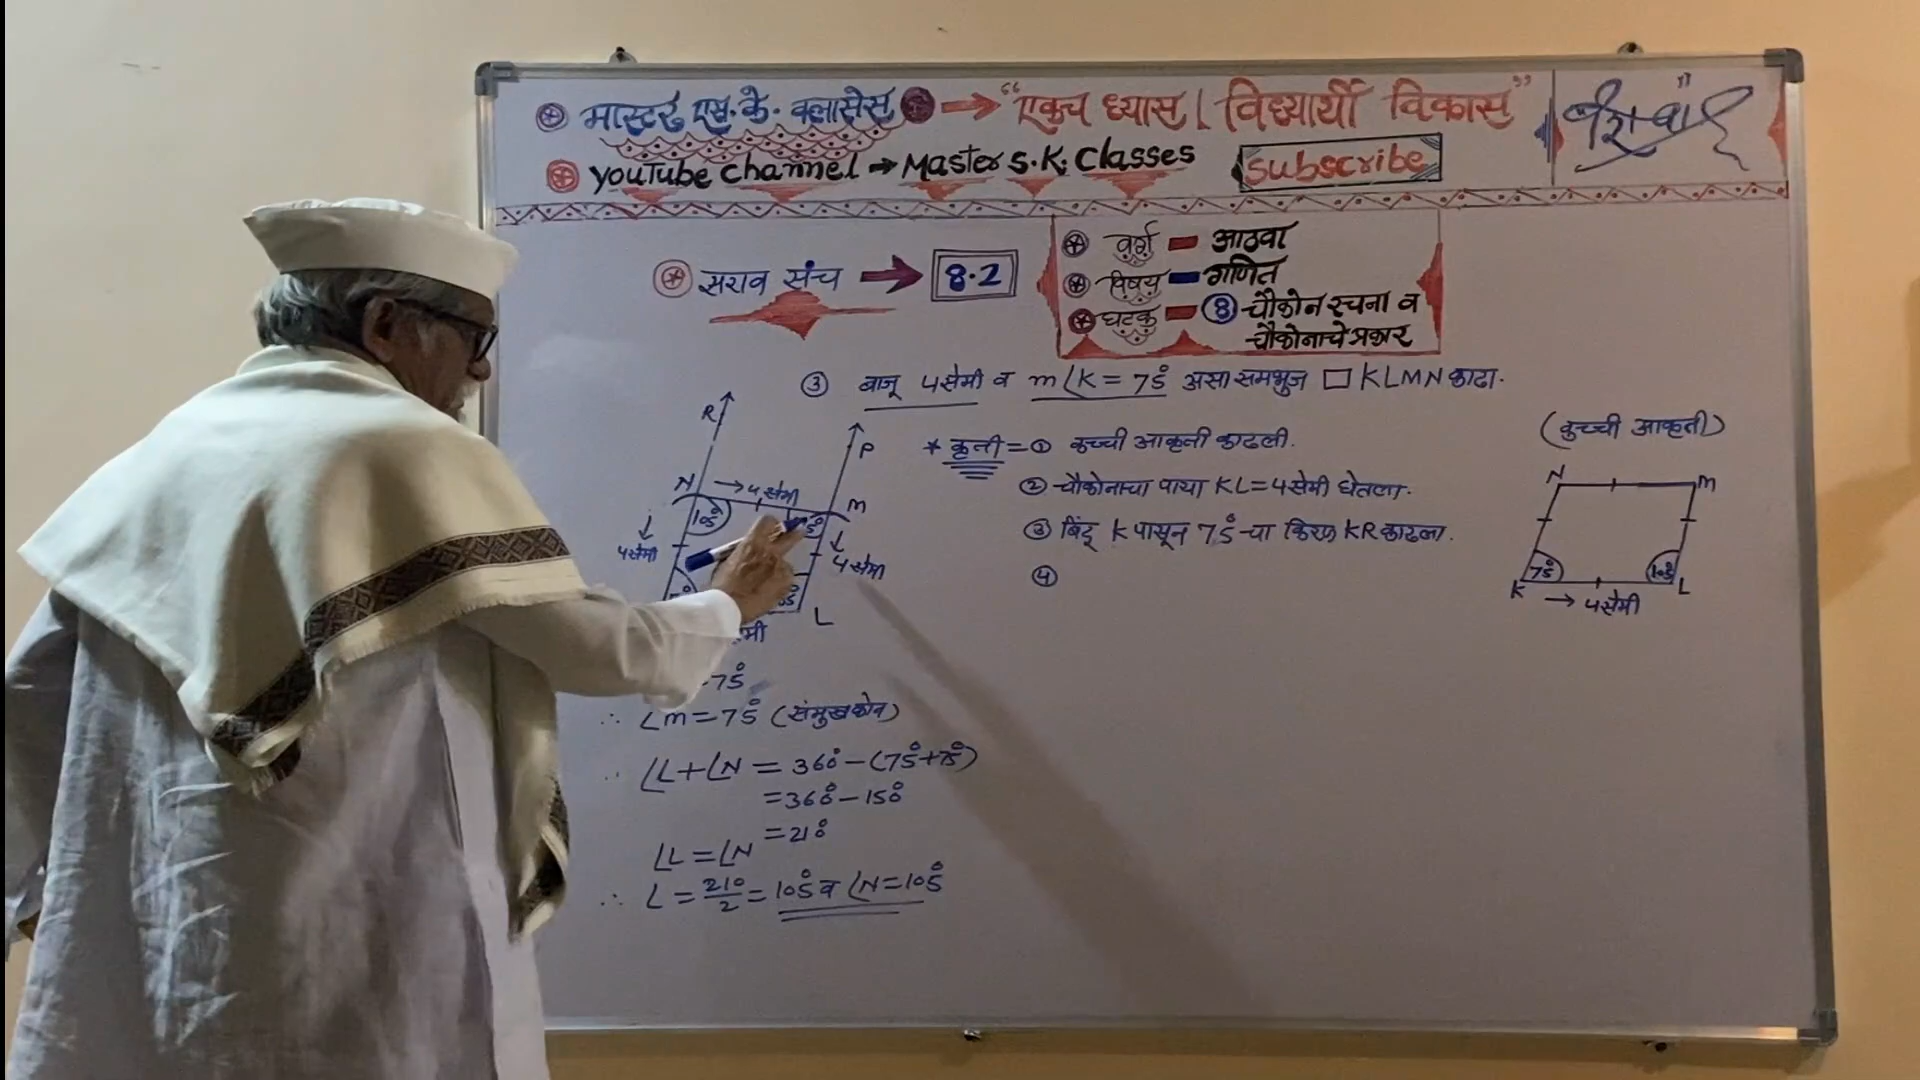 मास्टर एस.के. क्लासेस → "एकच ध्यास | विद्यार्थी विकास"
YouTube channel → Master S.K. Classes subscribe
सराव संच → 8.2
वर्ग - आठवा
विषय - गणित
घटक - 8 चौकोन रचना व
चौकोनाचे प्रकार
③ बाजू 4सेमी व m∠K = 75° असा समभुज □ KLMN काढा.
(कच्ची आकृती)
* कृती = ① कच्ची आकृती काढली.
② चौकोनाचा पाया KL = 4सेमी घेतला.
③ बिंदू K पासून 75° चा किरण KR काढला.
④
R
P
N → 4 सेमी M
105°
4सेमी
4सेमी
L
सेमी
N M
75° 105°
K → 4सेमी L
75°
∴ ∠M = 75° (संमुख कोन)
∴ ∠L + ∠N = 360° - (75° + 75°)
= 360° - 150°
= 210°
∠L = ∠N
∴ ∠ = 210/2 = 105° व ∠N = 105°